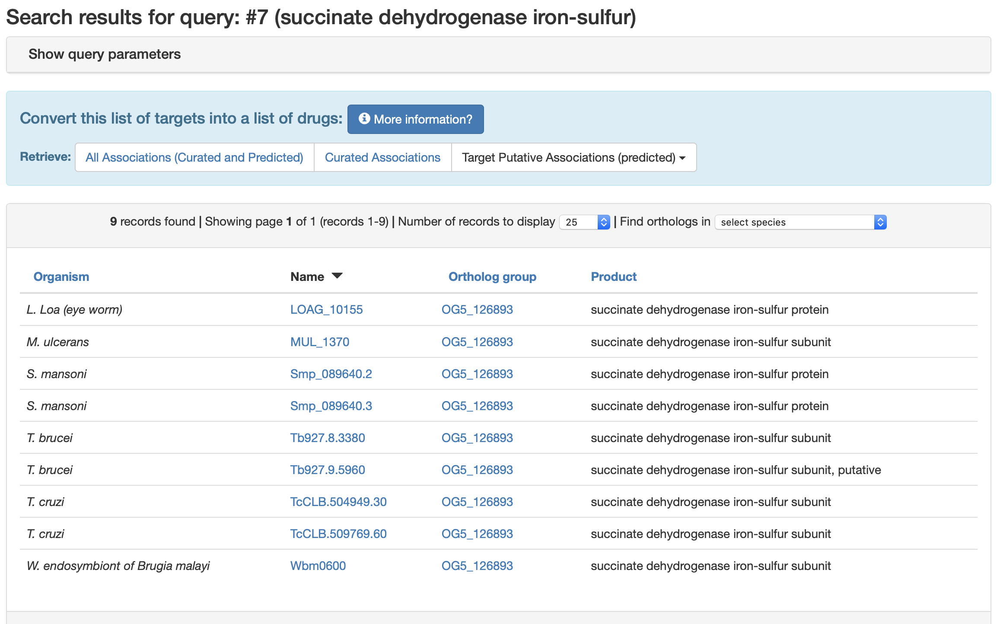 Search results for query: #7 (succinate dehydrogenase iron-sulfur)
Show query parameters
Convert this list of targets into a list of drugs: More information?
Retrieve: All Associations (Curated and Predicted) Curated Associations Target Putative Associations (predicted)
9 records found | Showing page 1 of 1 (records 1-9) | Number of records to display 25 | Find orthologs in select species
Organism Name Ortholog group Product
L. Loa (eye worm) LOAG_10155 OG5_126893 succinate dehydrogenase iron-sulfur protein
M. ulcerans MUL_1370 OG5_126893 succinate dehydrogenase iron-sulfur subunit
S. mansoni Smp_089640.2 OG5_126893 succinate dehydrogenase iron-sulfur protein
S. mansoni Smp_089640.3 OG5_126893 succinate dehydrogenase iron-sulfur protein
T. brucei Tb927.8.3380 OG5_126893 succinate dehydrogenase iron-sulfur subunit
T. brucei Tb927.9.5960 OG5_126893 succinate dehydrogenase iron-sulfur subunit, putative
T. cruzi TcCLB.504949.30 OG5_126893 succinate dehydrogenase iron-sulfur subunit
T. cruzi TcCLB.509769.60 OG5_126893 succinate dehydrogenase iron-sulfur subunit
W. endosymbiont of Brugia malayi Wbm0600 OG5_126893 succinate dehydrogenase iron-sulfur subunit